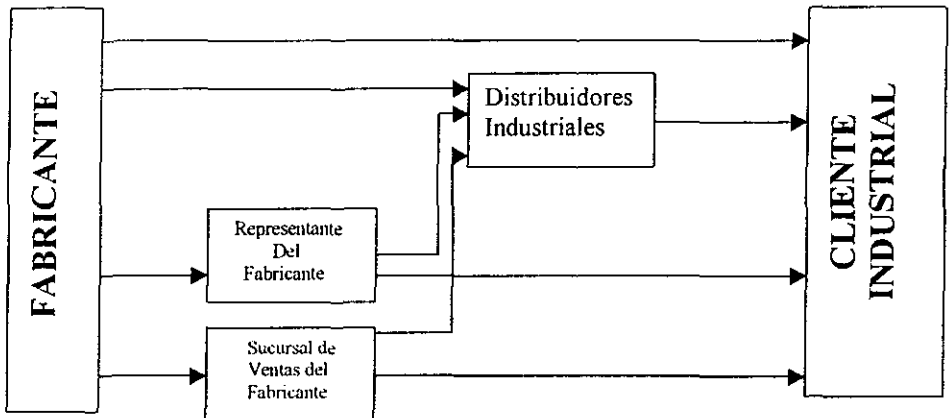 FABRICANTE
Distribuidores
Industriales
Representante
Del
Fabricante
Sucursal de
Ventas del
Fabricante
CLIENTE
INDUSTRIAL